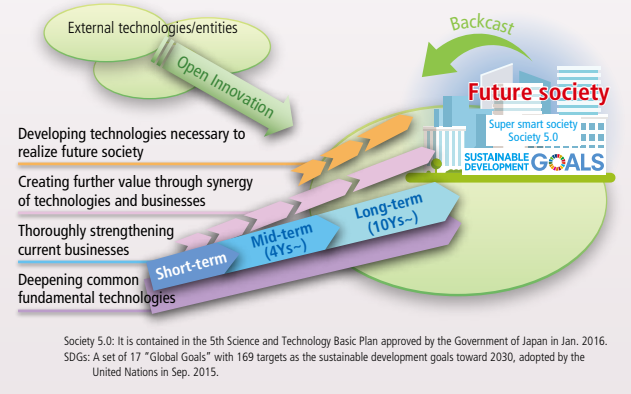 External technologies/entities
Open Innovation
Backcast
Future society
Super smart society
Society 5.0
SUSTAINABLE
DEVELOPMENT
GOALS
Developing technologies necessary to
realize future society
Creating further value through synergy
of technologies and businesses
Thoroughly strengthening
current businesses
Deepening common
fundamental technologies
Short-term
Mid-term
(4Ys~)
Long-term
(10Ys~)
Society 5.0: It is contained in the 5th Science and Technology Basic Plan approved by the Government of Japan in Jan. 2016.
SDGs: A set of 17 “Global Goals” with 169 targets as the sustainable development goals toward 2030, adopted by the
United Nations in Sep. 2015.